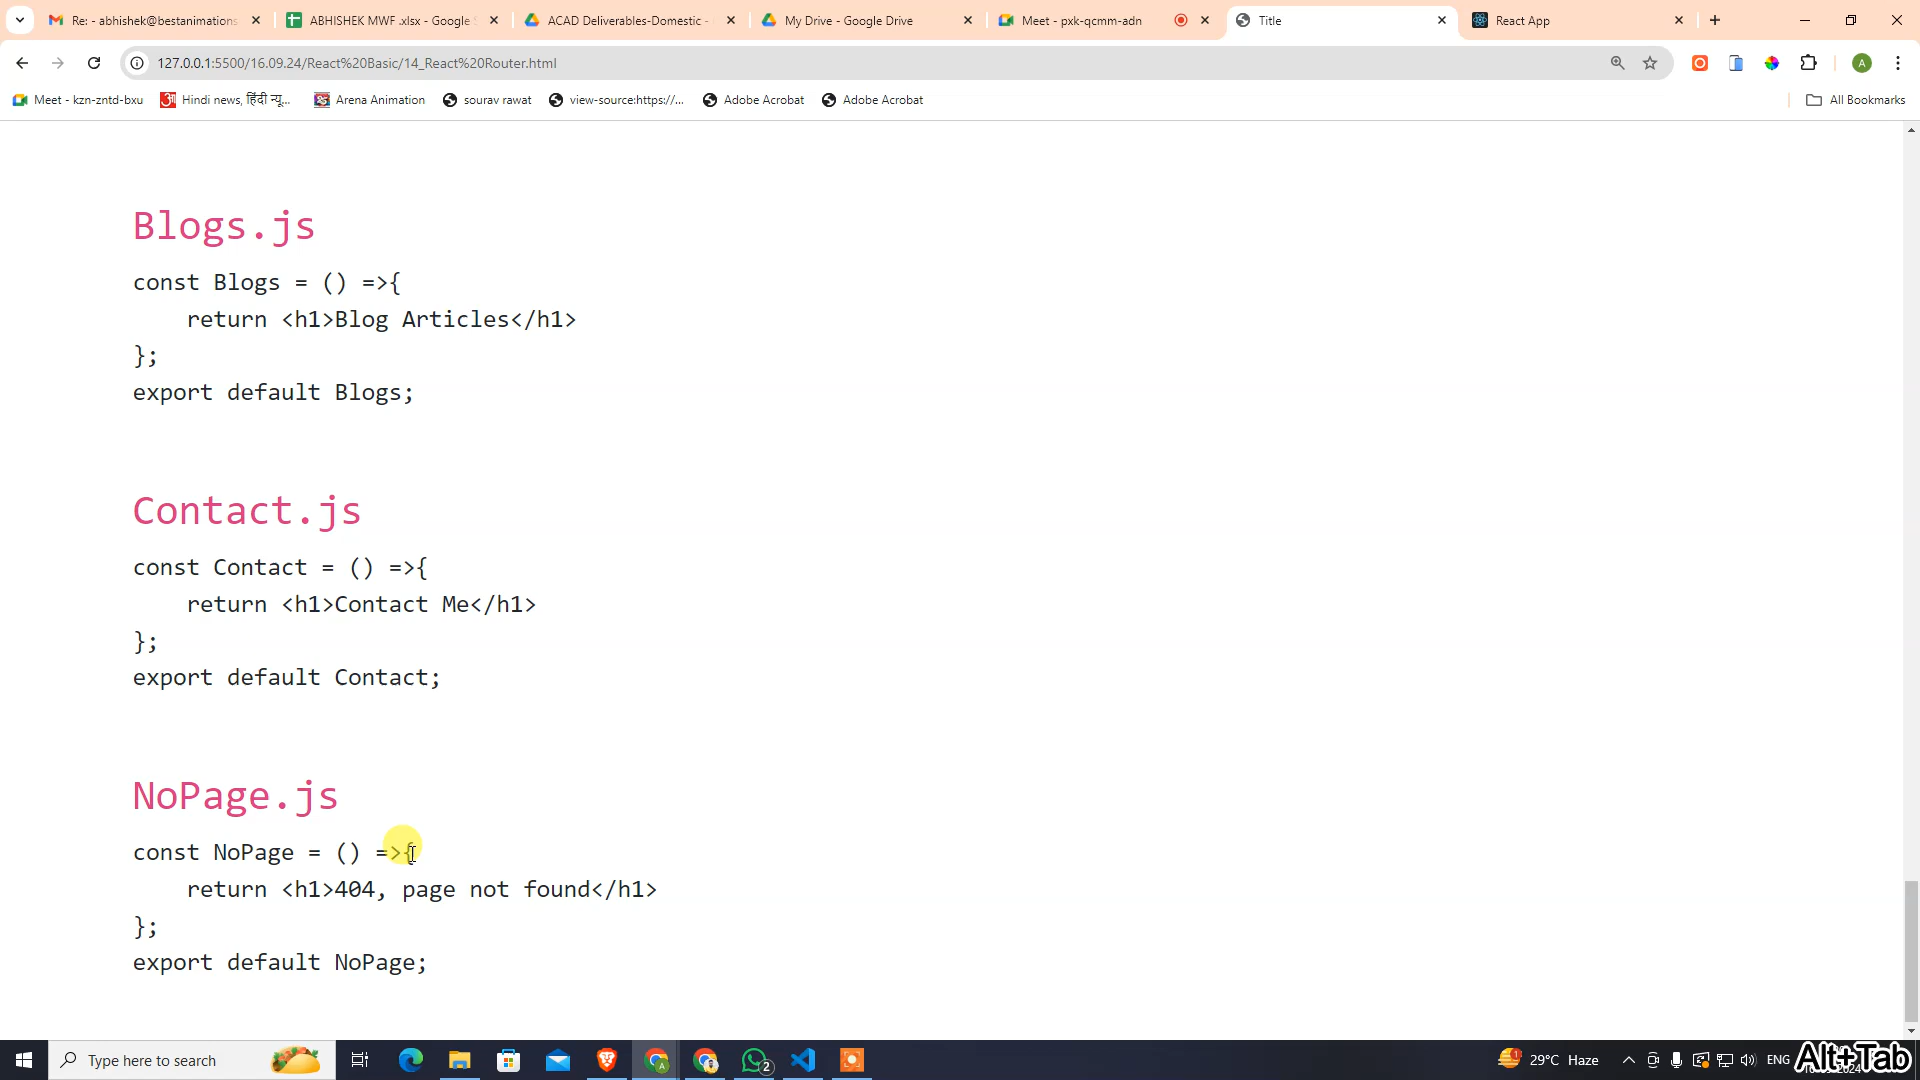 Re: - abhishek@bestanimations
ABHISHEK MWF .xlsx - Google S
ACAD Deliverables-Domestic -
My Drive - Google Drive
Meet - pxk-qcmm-adn
Title
React App
127.0.0.1:5500/16.09.24/React%20Basic/14_React%20Router.html
A
Meet - kzn-zntd-bxu
Hindi news, हिंदी न्यू...
Arena Animation
sourav rawat
view-source:https://...
Adobe Acrobat
Adobe Acrobat
All Bookmarks
Blogs.js
const Blogs = () =>{
return <h1>Blog Articles</h1>
};
export default Blogs;
Contact.js
const Contact = () =>{
return <h1>Contact Me</h1>
};
export default Contact;
NoPage.js
const NoPage = () =>{
return <h1>404, page not found</h1>
};
export default NoPage;
Type here to search
2
1
29°C Haze
ENG
Alt+Tab